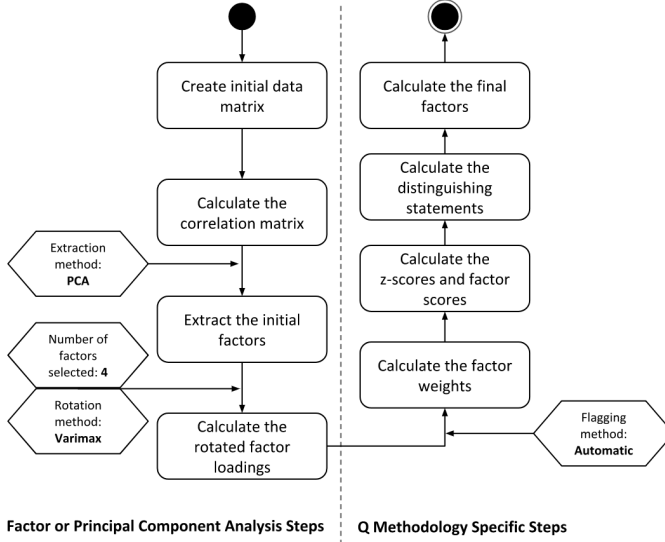 Create initial data
matrix
Calculate the
correlation matrix
Extraction
method:
PCA
Extract the initial
factors
Number of
factors
selected: 4
Rotation
method:
Varimax
Calculate the
rotated factor
loadings
Factor or Principal Component Analysis Steps
Calculate the final
factors
Calculate the
distinguishing
statements
Calculate the
z-scores and factor
scores
Calculate the factor
weights
Flagging
method:
Automatic
Q Methodology Specific Steps